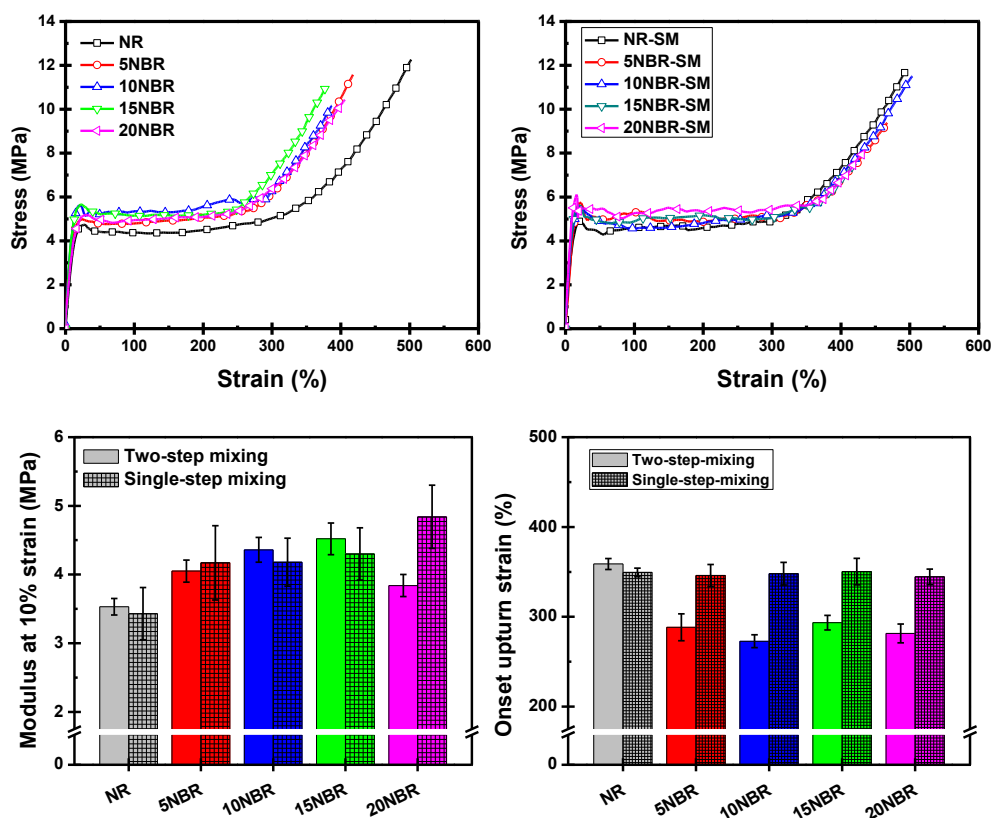 14
12
10
8
6
4
2
0
Stress (MPa)
NR
5NBR
10NBR
15NBR
20NBR
0 100 200 300 400 500 600
Strain (%)
14
12
10
8
6
4
2
0
Stress (MPa)
NR-SM
5NBR-SM
10NBR-SM
15NBR-SM
20NBR-SM
0 100 200 300 400 500 600
Strain (%)
6
5
4
3
2
0
Modulus at 10% strain (MPa)
Two-step mixing
Single-step mixing
NR 5NBR 10NBR 15NBR 20NBR
500
400
300
200
0
Onset upturn strain (%)
Two-step-mixing
Single-step-mixing
NR 5NBR 10NBR 15NBR 20NBR